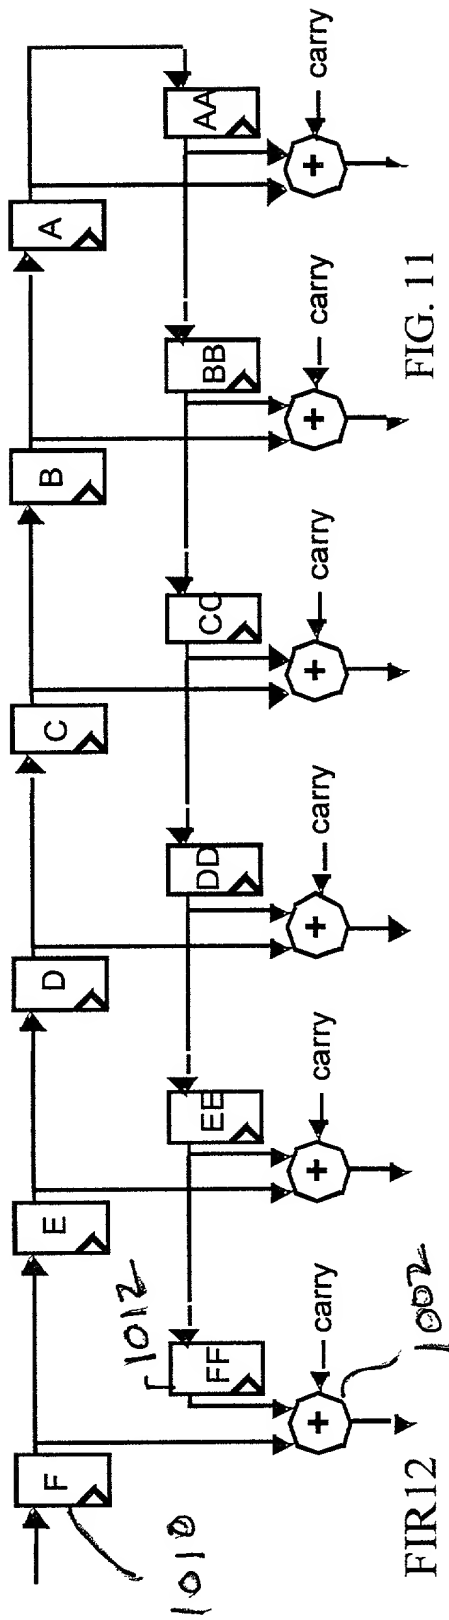 F E D C B A
1010
1012
FF EE DD CC BB AA
+ + + + + +
carry carry carry carry carry carry
1002
FIR12
FIG. 11